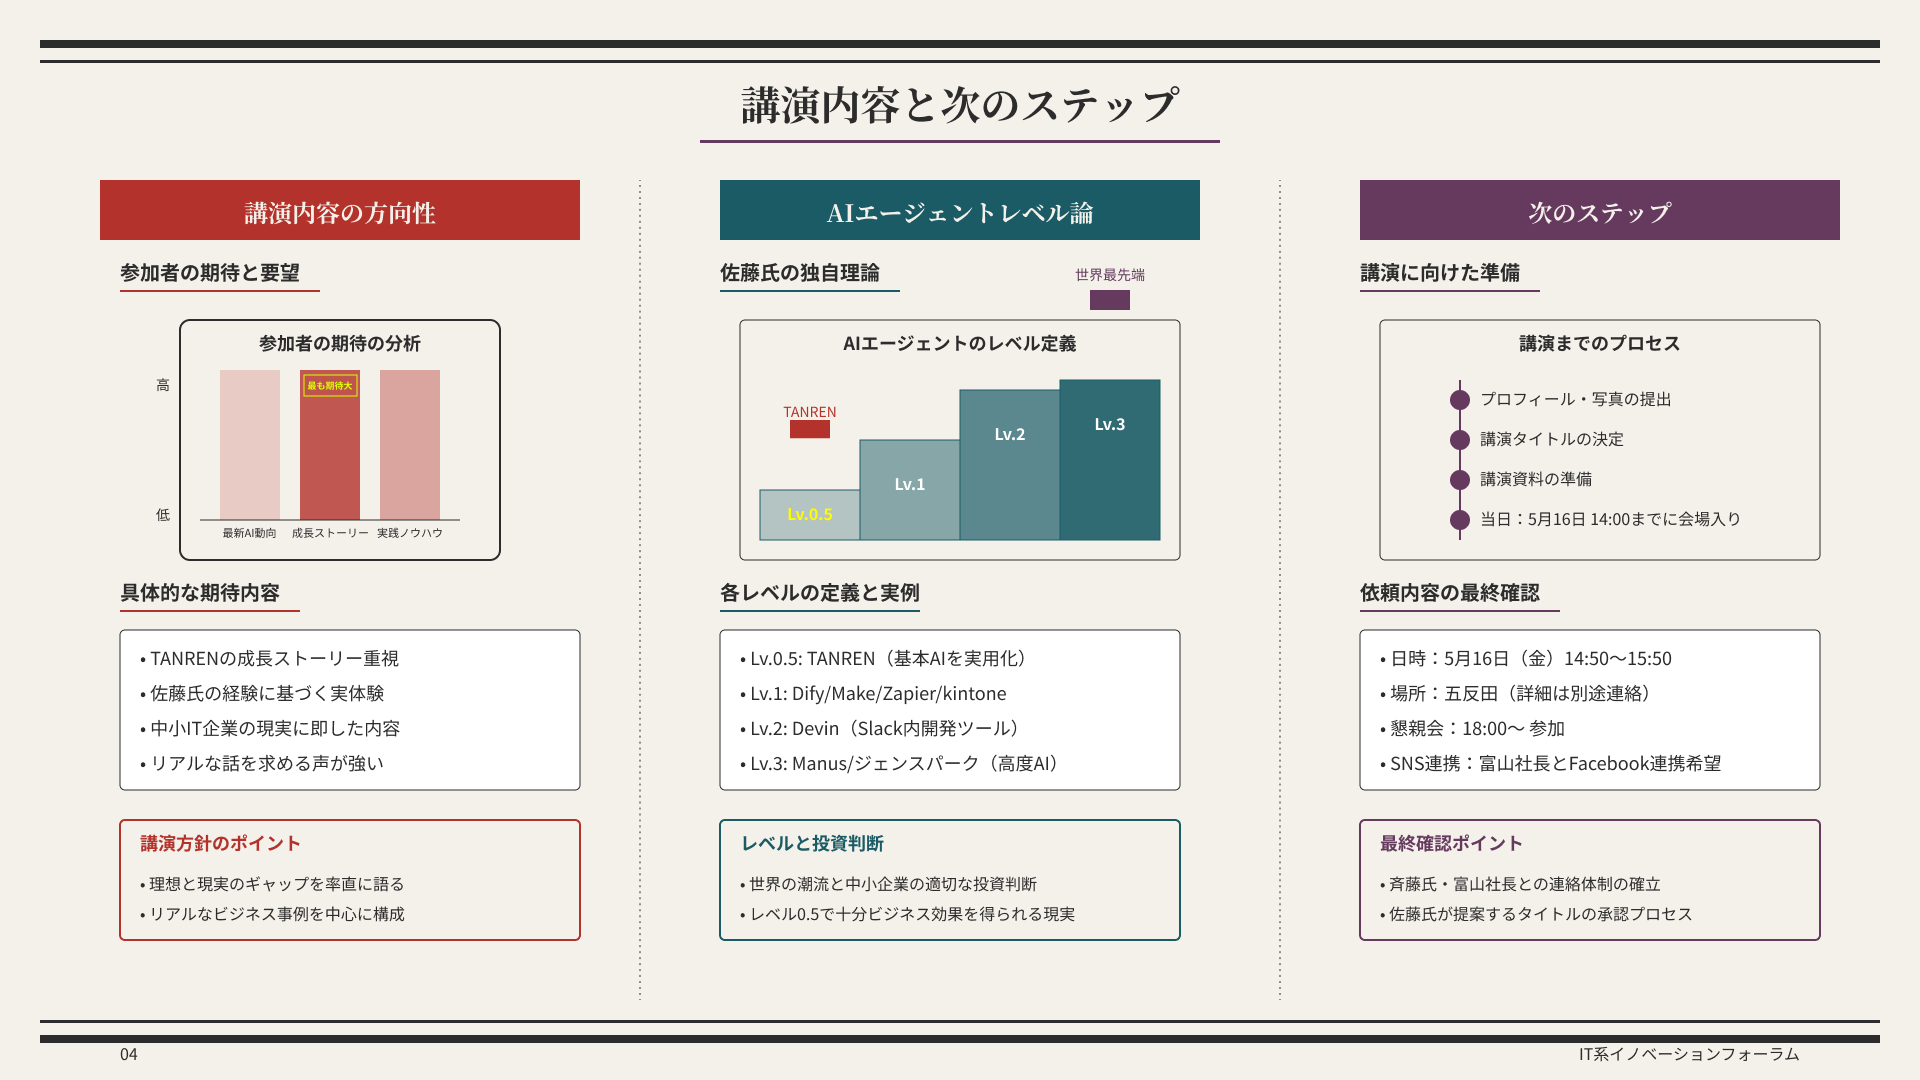 講演内容と次のステップ
講演内容の方向性
参加者の期待と要望
参加者の期待の分析
高
最も期待大
低
最新AI動向
成長ストーリー
実践ノウハウ
具体的な期待内容
• TANRENの成長ストーリー重視
• 佐藤氏の経験に基づく実体験
• 中小IT企業の現実に即した内容
• リアルな話を求める声が強い
講演方針のポイント
• 理想と現実のギャップを率直に語る
• リアルなビジネス事例を中心に構成
AIエージェントレベル論
佐藤氏の独自理論
世界最先端
AIエージェントのレベル定義
TANREN
Lv.0.5
Lv.1
Lv.2
Lv.3
各レベルの定義と実例
• Lv.0.5: TANREN（基本AIを実用化）
• Lv.1: Dify/Make/Zapier/kintone
• Lv.2: Devin（Slack内開発ツール）
• Lv.3: Manus/ジェンスパーク（高度AI）
レベルと投資判断
• 世界の潮流と中小企業の適切な投資判断
• レベル0.5で十分ビジネス効果を得られる現実
次のステップ
講演に向けた準備
講演までのプロセス
プロフィール・写真の提出
講演タイトルの決定
講演資料の準備
当日：5月16日 14:00までに会場入り
依頼内容の最終確認
• 日時：5月16日（金）14:50〜15:50
• 場所：五反田（詳細は別途連絡）
• 懇親会：18:00〜 参加
• SNS連携：富山社長とFacebook連携希望
最終確認ポイント
• 斉藤氏・富山社長との連絡体制の確立
• 佐藤氏が提案するタイトルの承認プロセス
04
IT系イノベーションフォーラム